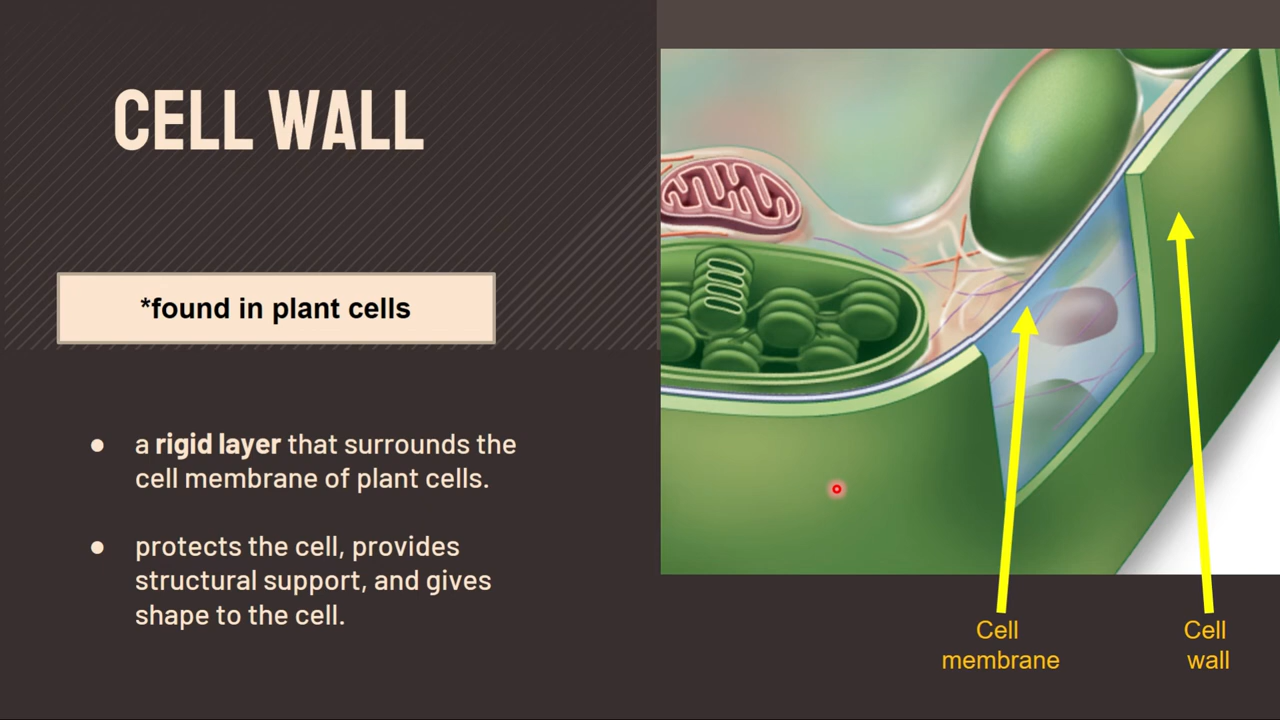 CELL WALL
*found in plant cells
● a rigid layer that surrounds the
cell membrane of plant cells.
● protects the cell, provides
structural support, and gives
shape to the cell.
Cell
membrane
Cell
wall